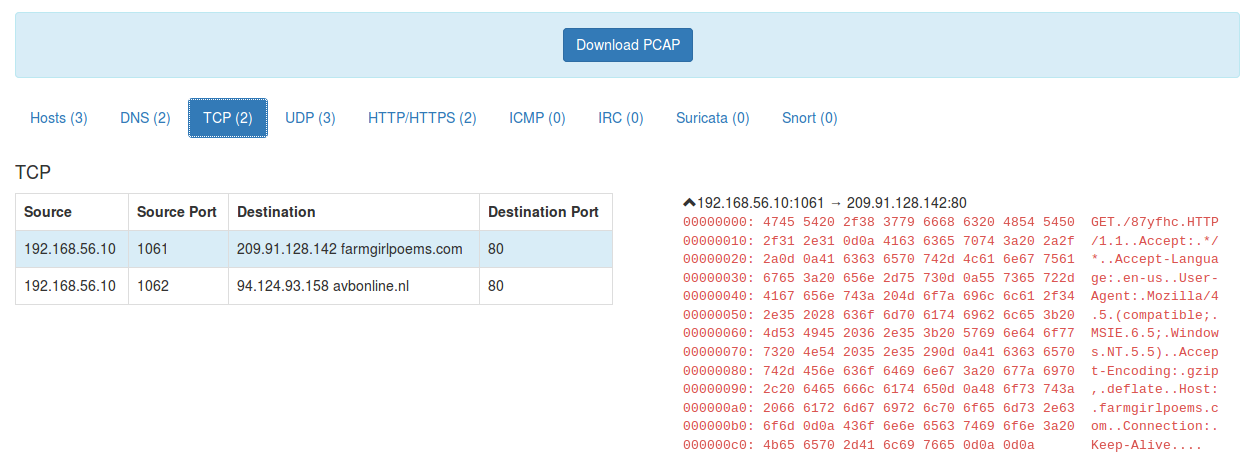 Download PCAP
Hosts (3) DNS (2) TCP (2) UDP (3) HTTP/HTTPS (2) ICMP (0) IRC (0) Suricata (0) Snort (0)
TCP
Source Source Port Destination Destination Port
192.168.56.10 1061 209.91.128.142 farmgirlpoems.com 80
192.168.56.10 1062 94.124.93.158 avbonline.nl 80
192.168.56.10:1061 → 209.91.128.142:80
00000000: 4745 5420 2f38 3779 6668 6320 4854 5450 GET./87yfhc.HTTP
00000010: 2f31 2e31 0d0a 4163 6365 7074 3a20 2a2f /1.1..Accept:.*/
00000020: 2a0d 0a41 6363 6570 742d 4c61 6e67 7561 *..Accept-Langua
00000030: 6765 3a20 656e 2d75 730d 0a55 7365 722d ge:.en-us..User-
00000040: 4167 656e 743a 204d 6f7a 696c 6c61 2f34 Agent:.Mozilla/4
00000050: 2e35 2028 636f 6d70 6174 6962 6c65 3b20 .5.(compatible;.
00000060: 4d53 4945 2036 2e35 3b20 5769 6e64 6f77 MSIE.6.5;.Window
00000070: 7320 4e54 2035 2e35 290d 0a41 6363 6570 s.NT.5.5)..Accep
00000080: 742d 456e 636f 6469 6e67 3a20 677a 6970 t-Encoding:.gzip
00000090: 2c20 6465 666c 6174 650d 0a48 6f73 743a ,.deflate..Host:
000000a0: 2066 6172 6d67 6972 6c70 6f65 6d73 2e63 .farmgirlpoems.c
000000b0: 6f6d 0d0a 436f 6e6e 6563 7469 6f6e 3a20 om..Connection:.
000000c0: 4b65 6570 2d41 6c69 7665 0d0a 0d0a Keep-Alive....